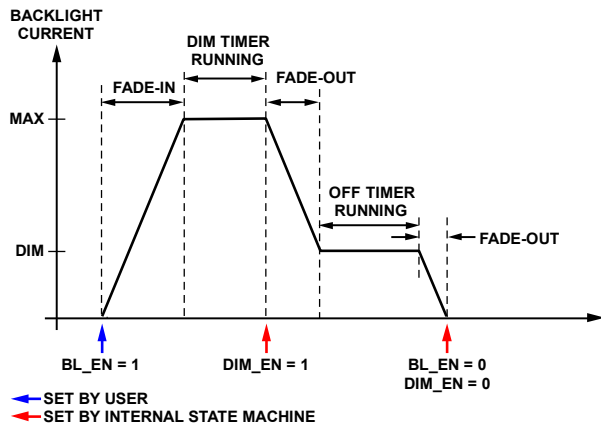 BACKLIGHT
CURRENT
DIM TIMER
RUNNING
FADE-IN
FADE-OUT
MAX
OFF TIMER
RUNNING
FADE-OUT
DIM
BL_EN = 1
DIM_EN = 1
BL_EN = 0
DIM_EN = 0
SET BY USER
SET BY INTERNAL STATE MACHINE